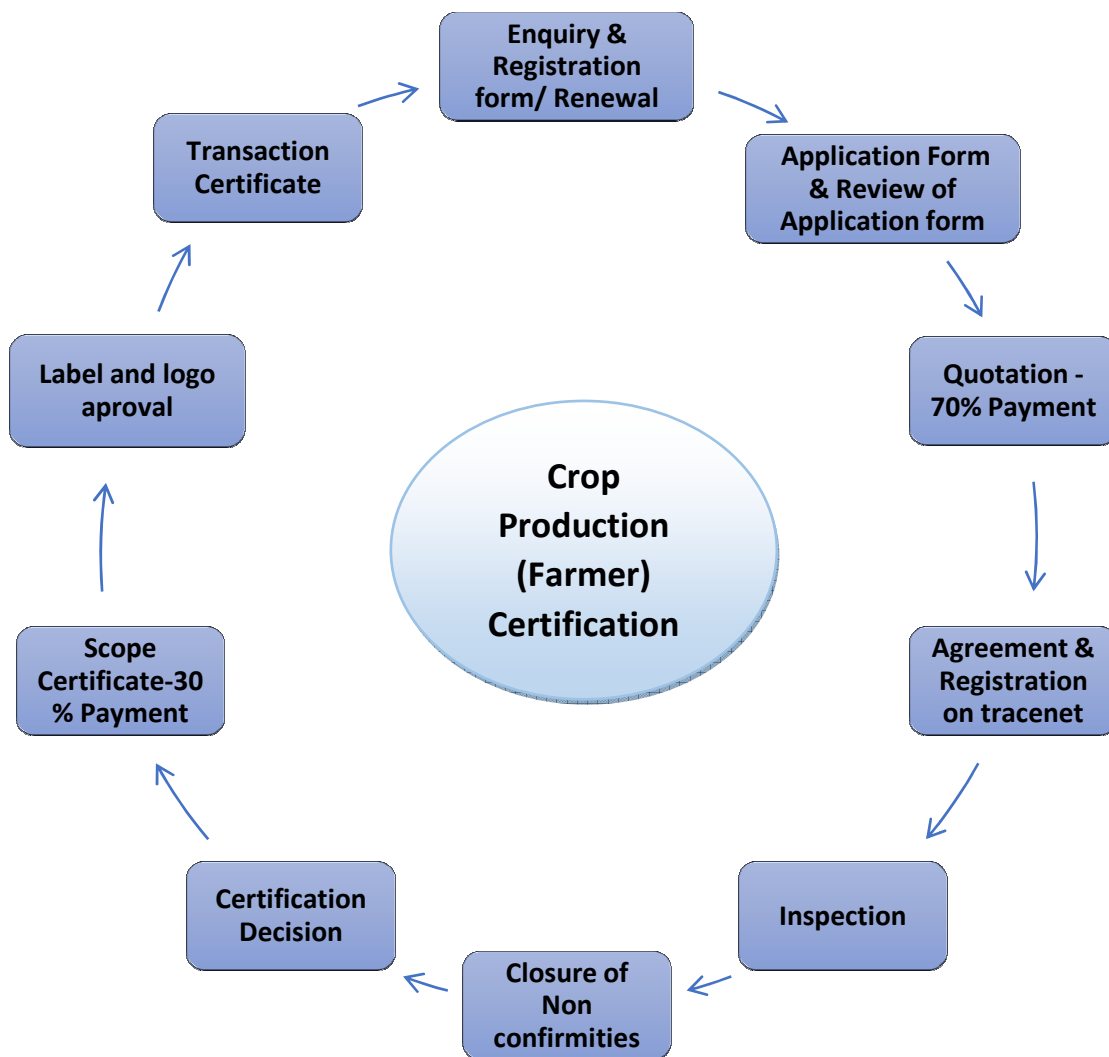 Enquiry &
Registration
form/ Renewal
Application Form
& Review of
Application form
Quotation -
70% Payment
Agreement &
Registration
on tracenet
Inspection
Closure of
Non
confirmities
Certification
Decision
Scope
Certificate-30
% Payment
Label and logo
aproval
Transaction
Certificate
Crop
Production
(Farmer)
Certification